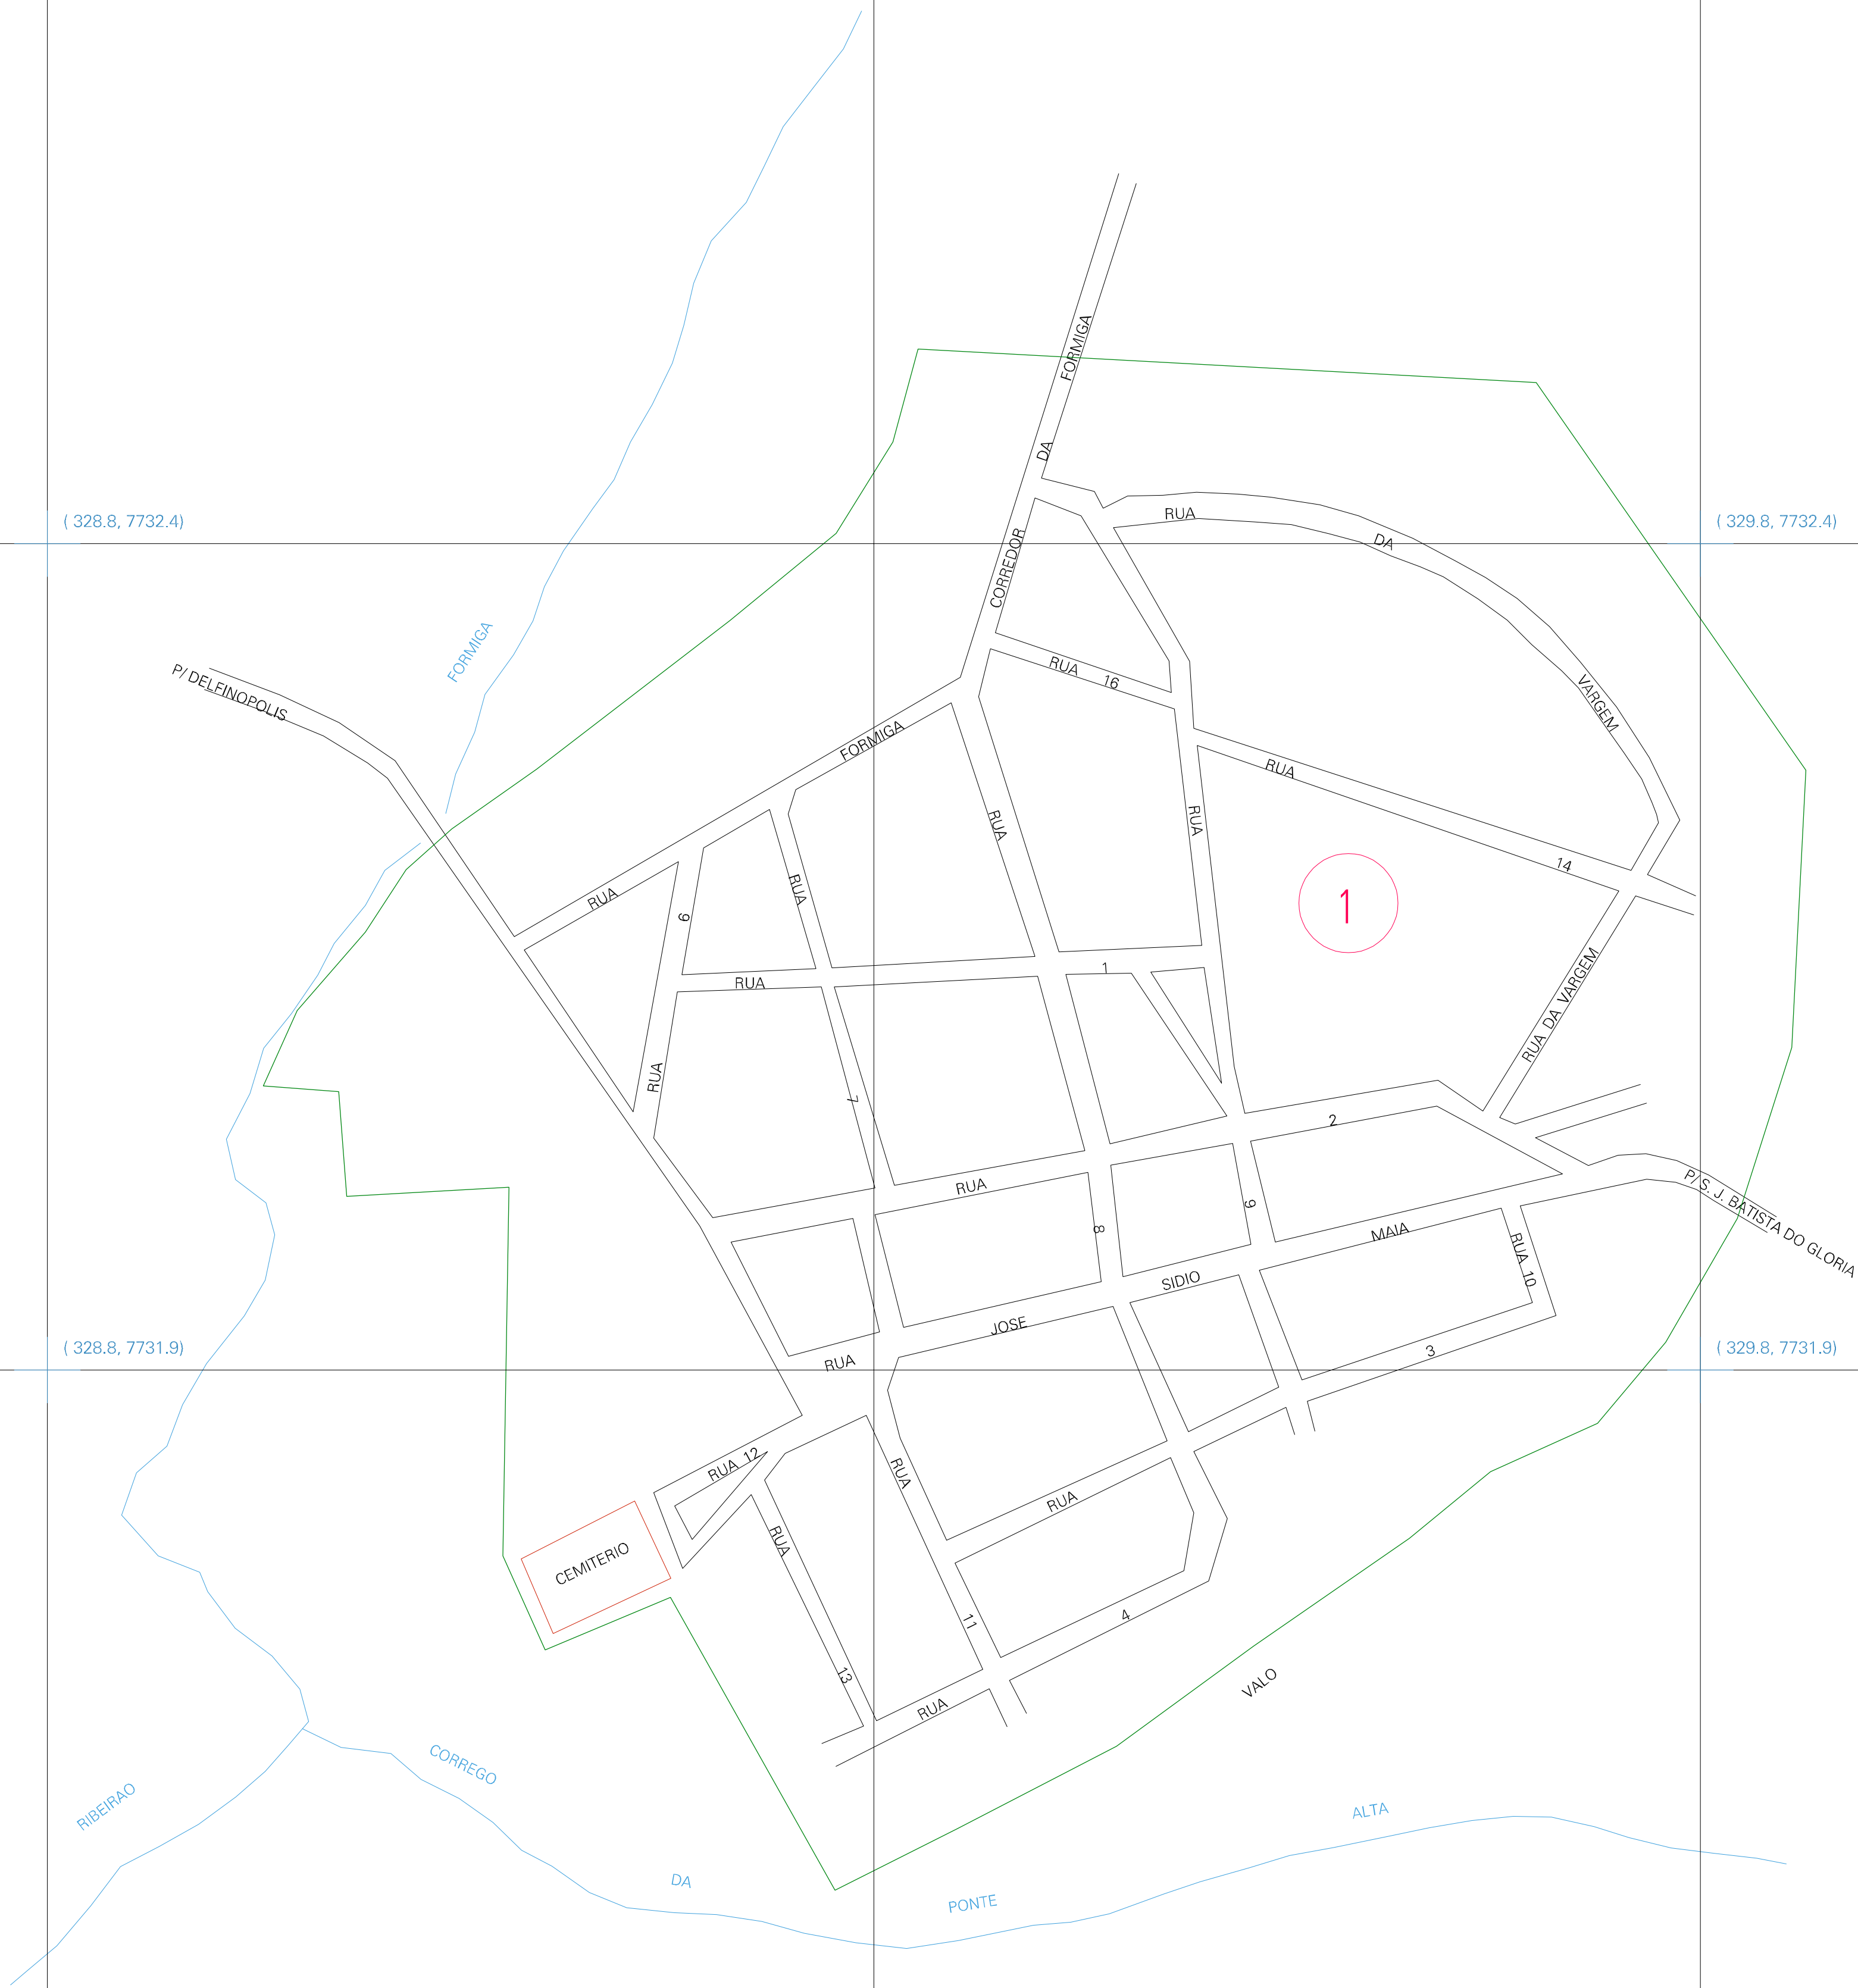 FORMIGA
DA
CORREDOR
( 328.8, 7732.4)
( 329.8, 7732.4)
RUA
DA
VARGEM
FORMIGA
P/ DELFINOPOLIS
RUA
16
FORMIGA
RUA
RUA
14
RUA
RUA
RUA
6
RUA
1
1
RUA
RUA DA VARGEM
RUA
7
2
RUA
8
9
P/ S. J. BATISTA DO GLORIA
MAIA
SIDIO
JOSE
RUA
RUA 10
( 328.8, 7731.9)
( 329.8, 7731.9)
3
RUA
RUA 12
RUA
RUA
CEMITERIO
11
4
13
RUA
VALO
RIBEIRAO
CORREGO
DA
PONTE
ALTA